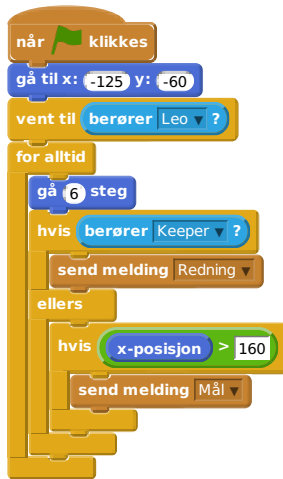 når klikkes
gå til x: -125 y: -60
vent til berører Leo ?
for alltid
gå 6 steg
hvis berører Keeper ?
send melding Redning
ellers
hvis x-posisjon > 160
send melding Mål